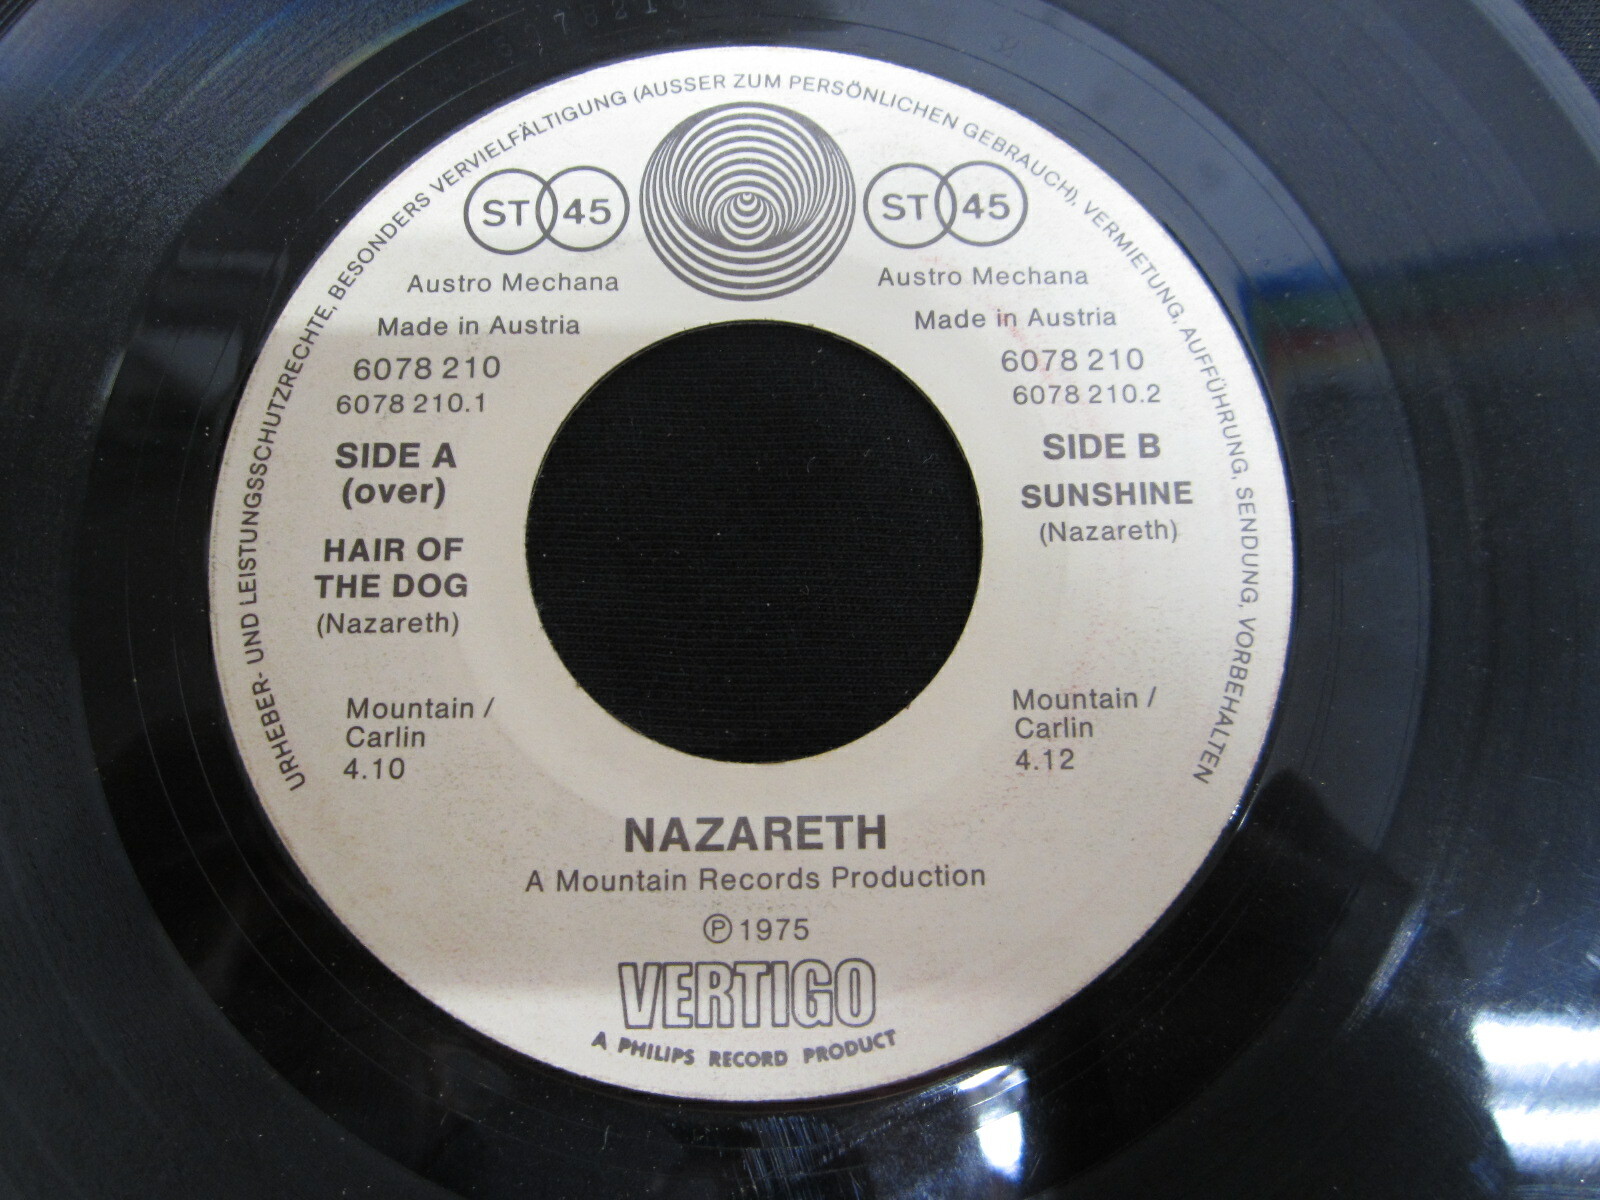 URHEBER- UND LEISTUNGSSCHUTZRECHTE, BESONDERS VERVIELFÄLTIGUNG (AUSSER ZUM PERSÖNLICHEN GEBRAUCH), VERMIETUNG, AUFFÜHRUNG, SENDUNG, VORBEHALTEN
ST 45
Austro Mechana
Made in Austria
6078 210
6078 210.1
SIDE A
(over)
HAIR OF
THE DOG
(Nazareth)
Mountain /
Carlin
4.10
ST 45
Austro Mechana
Made in Austria
6078 210
6078 210.2
SIDE B
SUNSHINE
(Nazareth)
Mountain /
Carlin
4.12
NAZARETH
A Mountain Records Production
Ⓟ 1975
VERTIGO
A PHILIPS RECORD PRODUCT